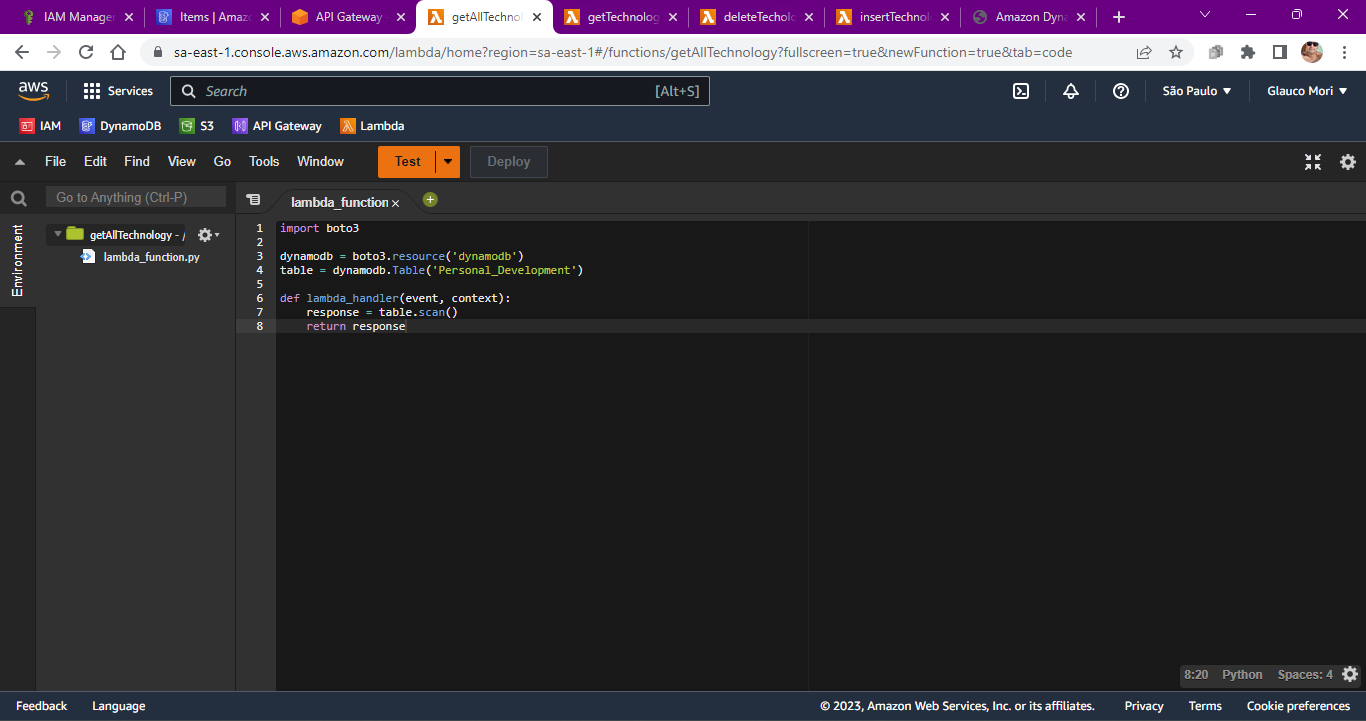 IAM Manager
Items | Amaz
API Gateway
getAllTechnol
getTechnolog
deleteTecholo
insertTechnol
Amazon Dyna
sa-east-1.console.aws.amazon.com/lambda/home?region=sa-east-1#/functions/getAllTechnology?fullscreen=true&newFunction=true&tab=code
aws
Services
Search
[Alt+S]
São Paulo
Glauco Mori
IAM
DynamoDB
S3
API Gateway
Lambda
File Edit Find View Go Tools Window
Test
Deploy
Go to Anything (Ctrl-P)
lambda_function
Environment
getAllTechnology - /
lambda_function.py
1 import boto3
2
3 dynamodb = boto3.resource('dynamodb')
4 table = dynamodb.Table('Personal_Development')
5
6 def lambda_handler(event, context):
7     response = table.scan()
8     return response
8:20 Python Spaces: 4
Feedback Language
© 2023, Amazon Web Services, Inc. or its affiliates. Privacy Terms Cookie preferences